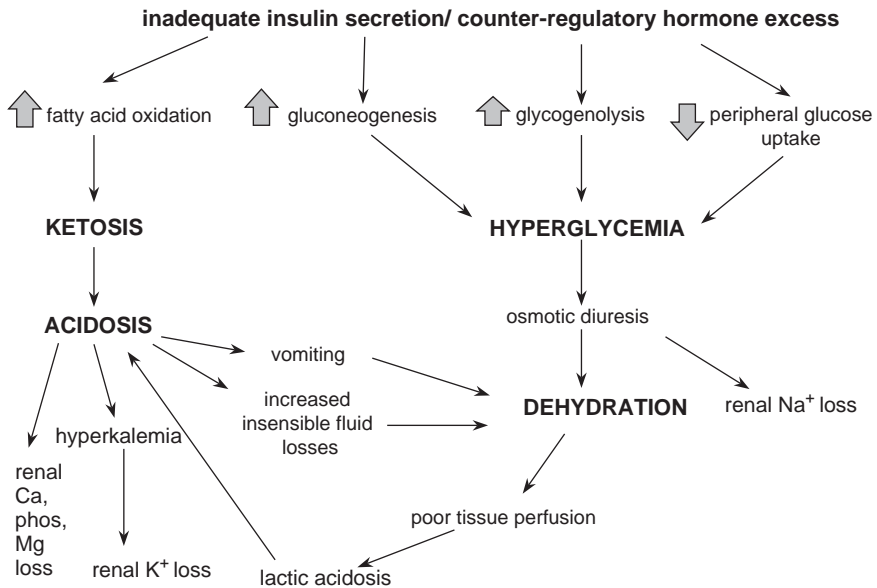 inadequate insulin secretion/ counter-regulatory hormone excess
fatty acid oxidation
gluconeogenesis
glycogenolysis
peripheral glucose
uptake
KETOSIS
HYPERGLYCEMIA
ACIDOSIS
osmotic diuresis
vomiting
increased
insensible fluid
losses
DEHYDRATION
renal Na⁺ loss
hyperkalemia
renal
Ca,
phos,
Mg
loss
poor tissue perfusion
renal K⁺ loss
lactic acidosis